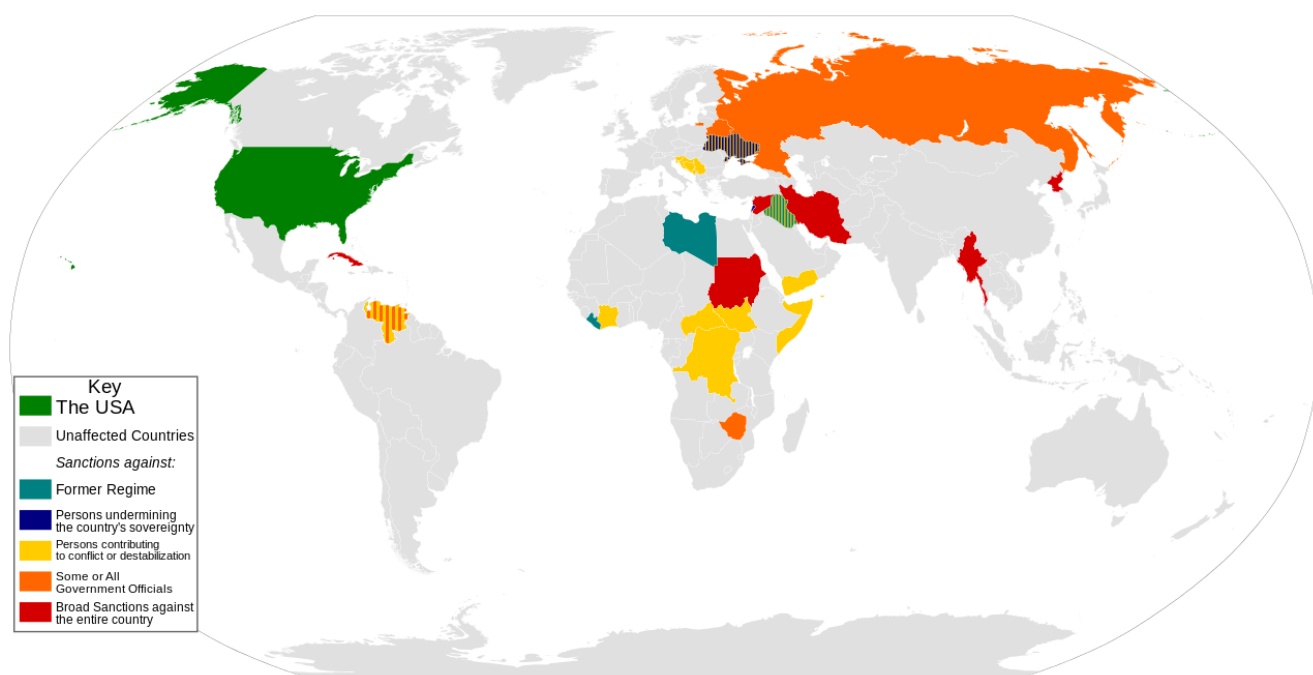 Key
The USA
Unaffected Countries
Sanctions against:
Former Regime
Persons undermining
the country's sovereignty
Persons contributing
to conflict or destabilization
Some or All
Government Officials
Broad Sanctions against
the entire country